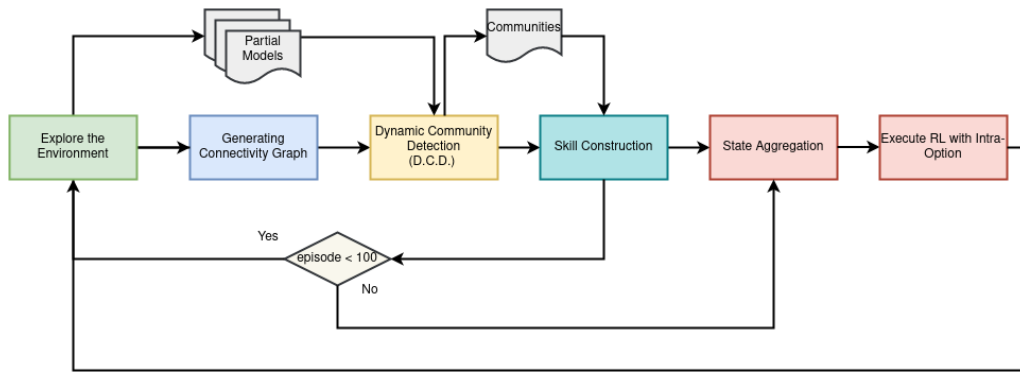 Partial
Models
Communities
Explore the
Environment
Generating
Connectivity Graph
Dynamic Community
Detection
(D.C.D.)
Skill Construction
State Aggregation
Execute RL with Intra-
Option
Yes
episode < 100
No